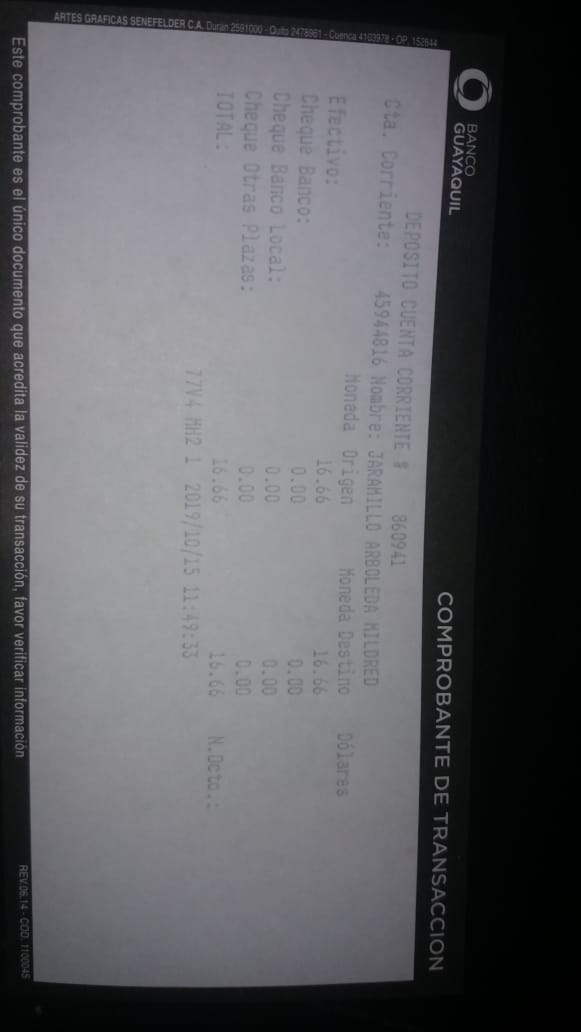 BANCO
GUAYAQUIL
COMPROBANTE DE TRANSACCION
DEPOSITO CUENTA CORRIENTE # 860941
Cta. Corriente: 45944816 Nombre: JARAMILLO ARBOLEDA MILDRED
Moneda Origen Moneda Destino Dólares
Efectivo: 16.66 16.66
Cheque Banco: 0.00 0.00
Cheque Banco Local: 0.00 0.00
Cheque Otras Plazas: 0.00 0.00
TOTAL: 16.66 16.66 N.Dcto.:
77V4 MH2 1 2019/10/15 11:49:33
Este comprobante es el único documento que acredita la validez de su transacción, favor verificar información
REV.06.14 - COD. 1100045
ARTES GRAFICAS SENEFELDER C.A. Duran 2591000 - Quito